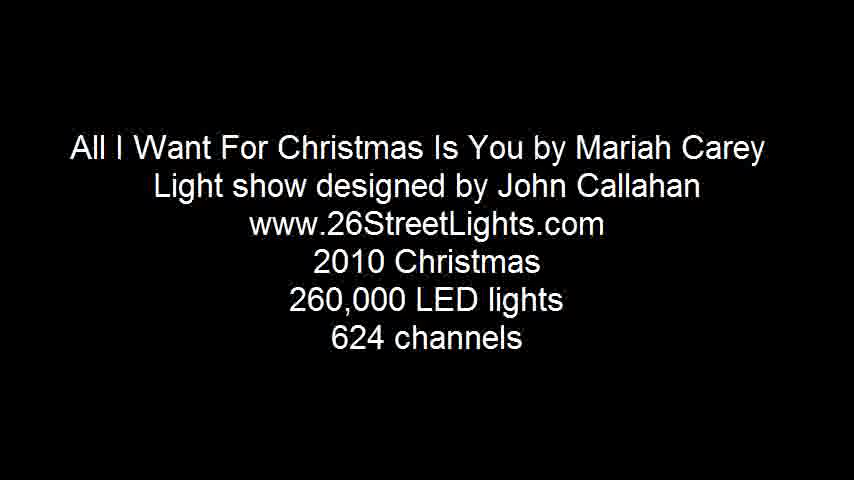 All I Want For Christmas Is You by Mariah Carey
Light show designed by John Callahan
www.26StreetLights.com
2010 Christmas
260,000 LED lights
624 channels